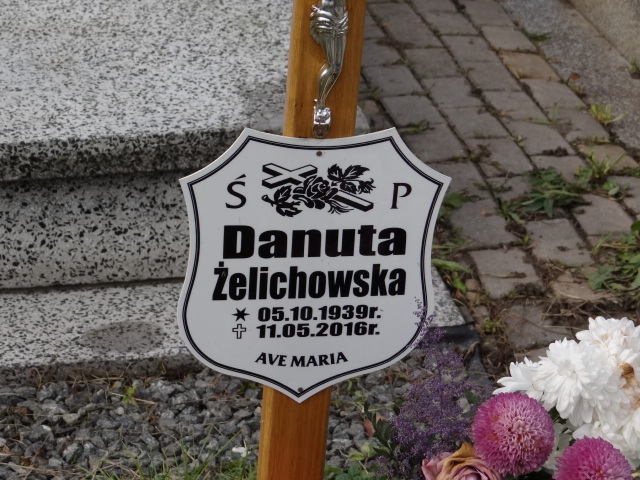 Ś P
Danuta
Żelichowska
✶ 05.10.1939r.
✝ 11.05.2016r.
AVE MARIA